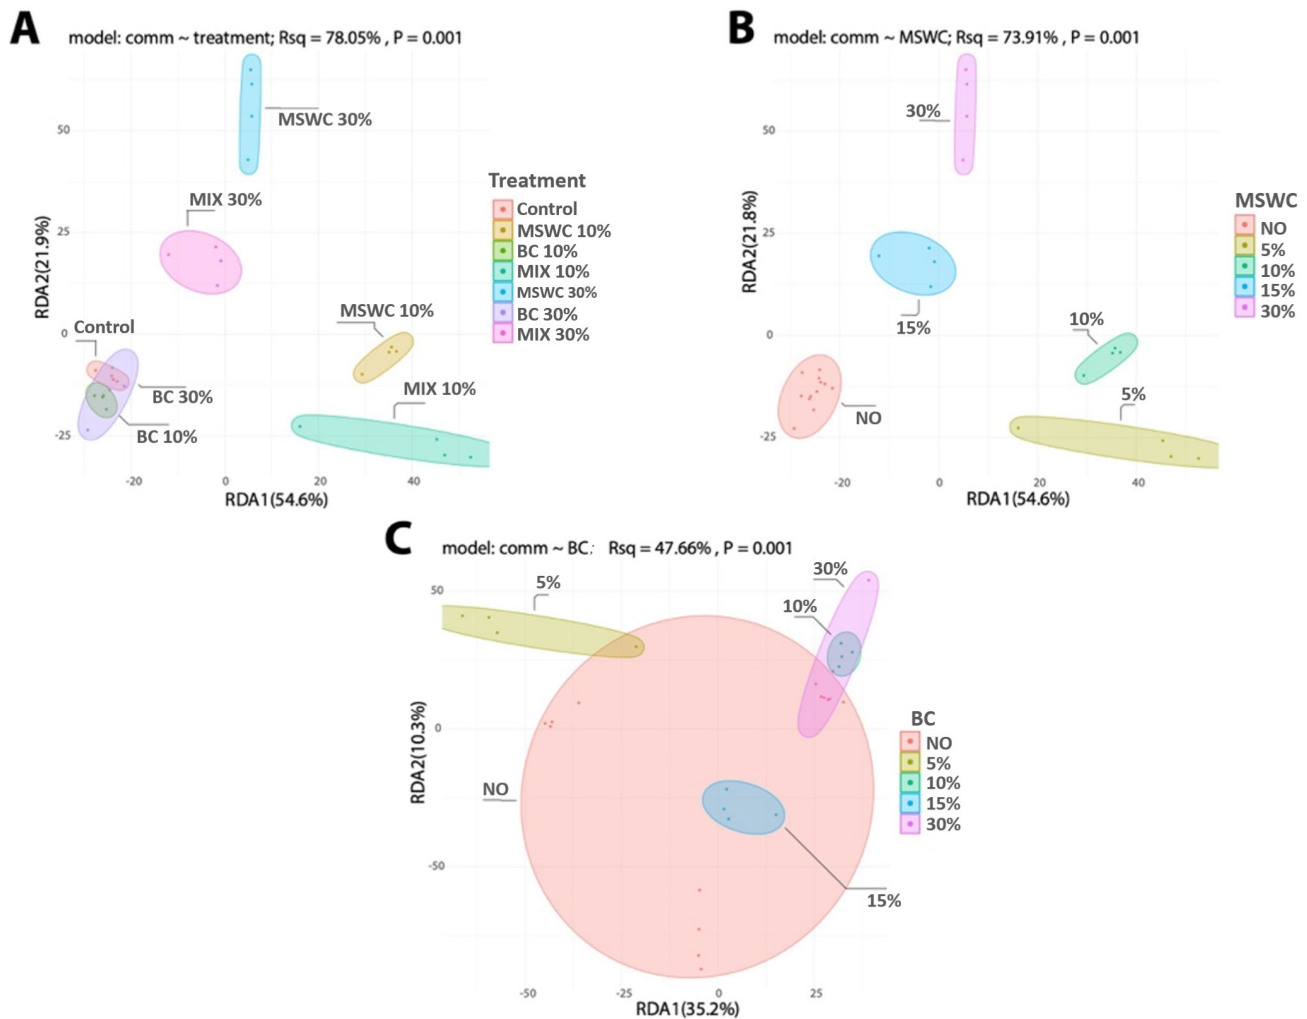 A
model: comm ~ treatment; Rsq = 78.05% , P = 0.001
MSWC 30%
50
MIX 30%
25
RDA2(21.9%)
MSWC 10%
Control
0
MIX 10%
BC 30%
BC 10%
-25
-20
0
20
40
RDA1(54.6%)
Treatment
Control
MSWC 10%
BC 10%
MIX 10%
MSWC 30%
BC 30%
MIX 30%
B
model: comm ~ MSWC; Rsq = 73.91% , P = 0.001
30%
50
25
RDA2(21.8%)
15%
10%
0
5%
NO
-25
-20
0
20
40
RDA1(54.6%)
MSWC
NO
5%
10%
15%
30%
C
model: comm ~ BC; Rsq = 47.66% , P = 0.001
30%
5%
50
10%
0
RDA2(10.3%)
NO
-50
15%
-50
-25
0
25
RDA1(35.2%)
BC
NO
5%
10%
15%
30%